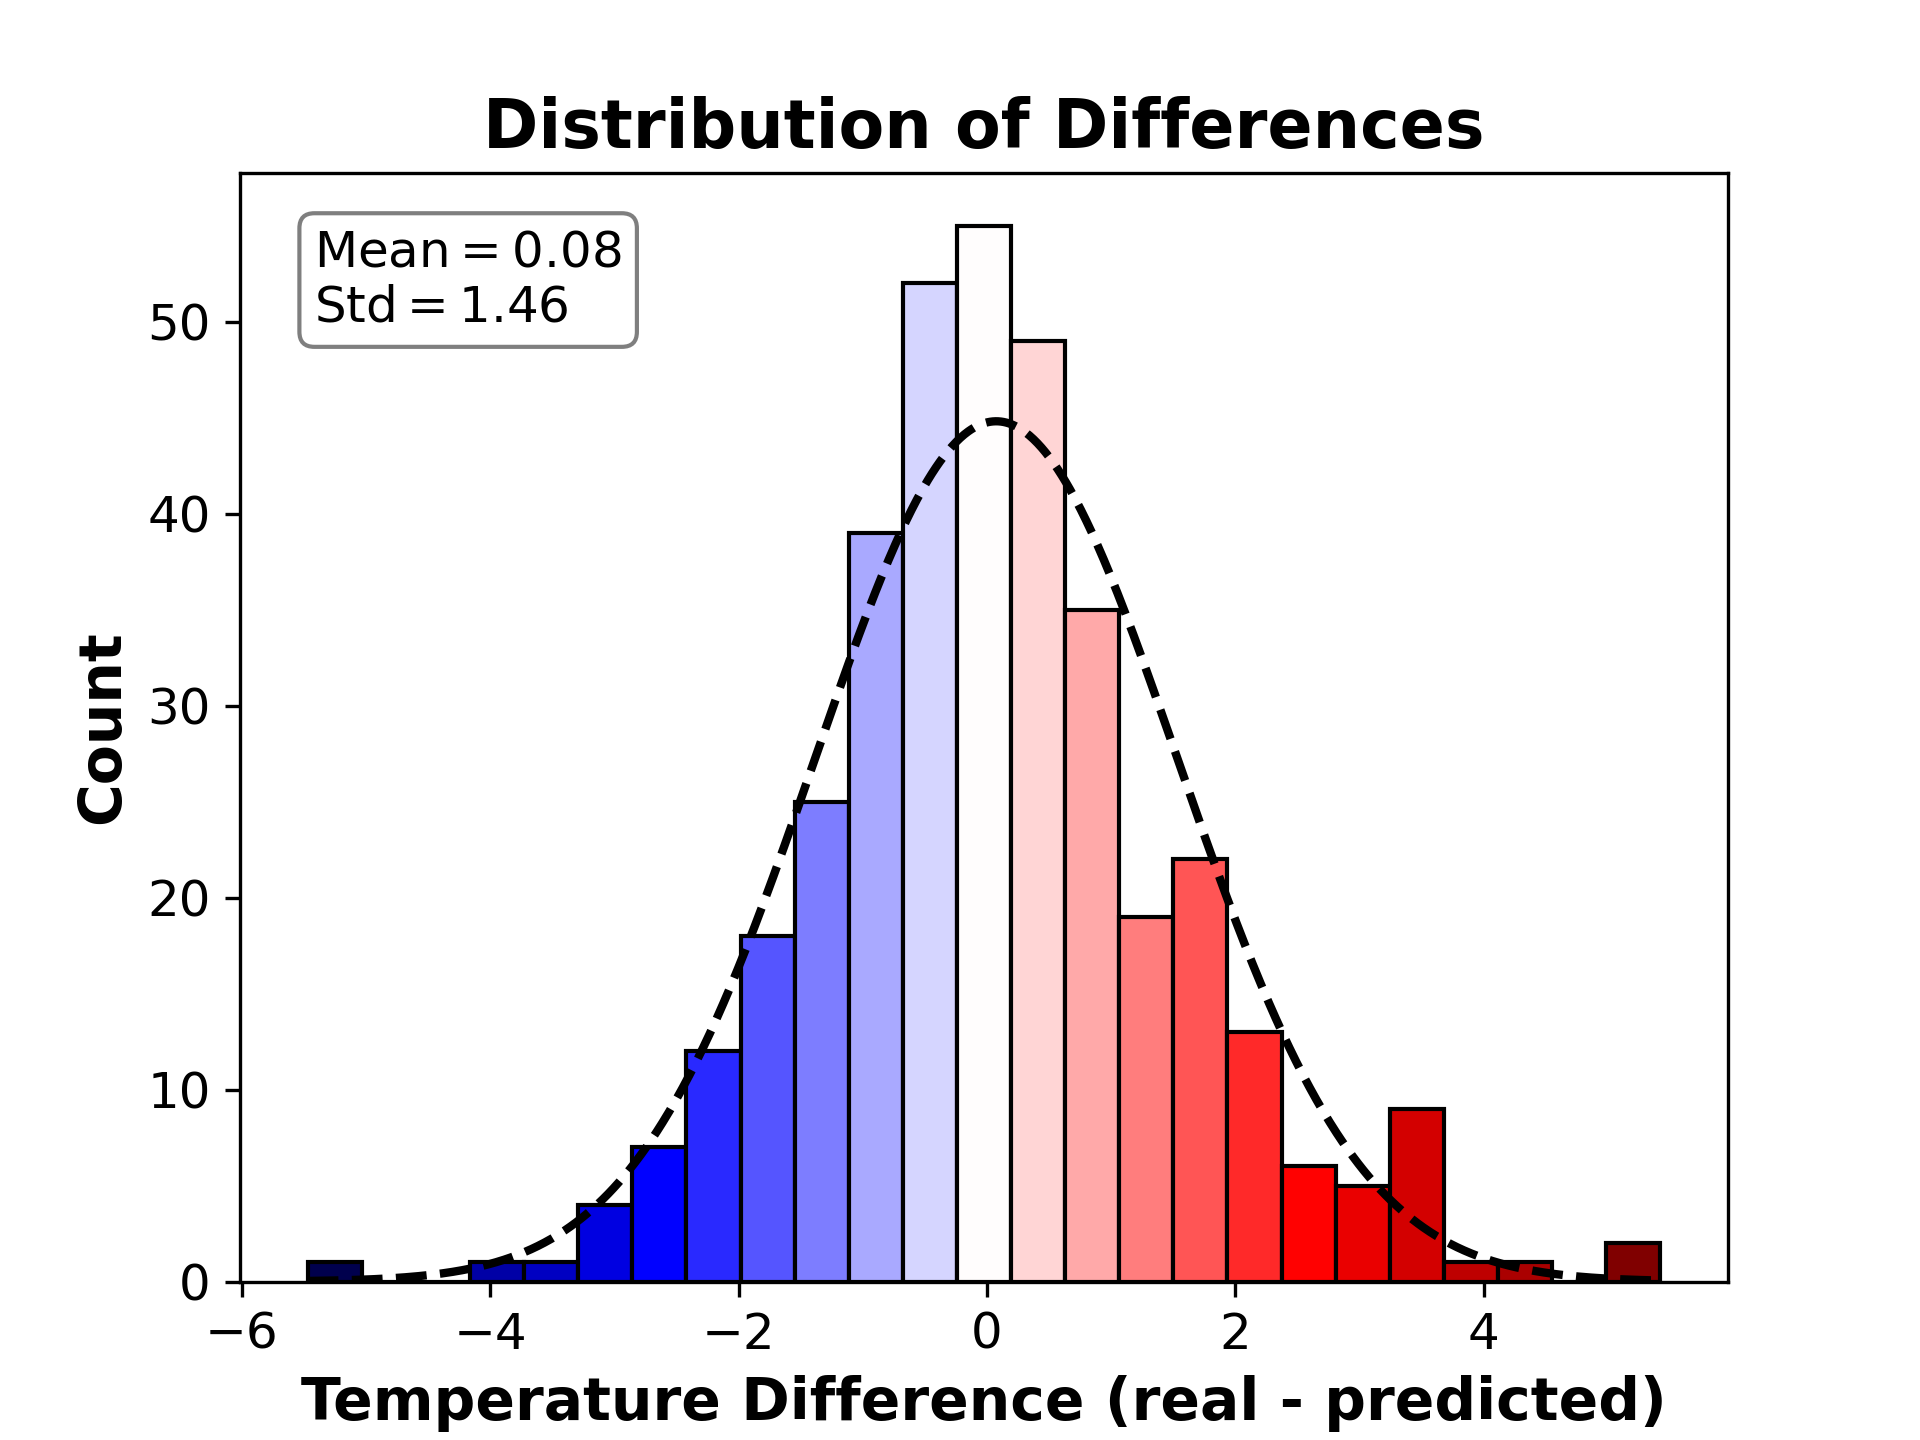 Distribution of Differences
Mean = 0.08
Std = 1.46
Count
50
40
30
20
10
0
−6 −4 −2 0 2 4
Temperature Difference (real - predicted)